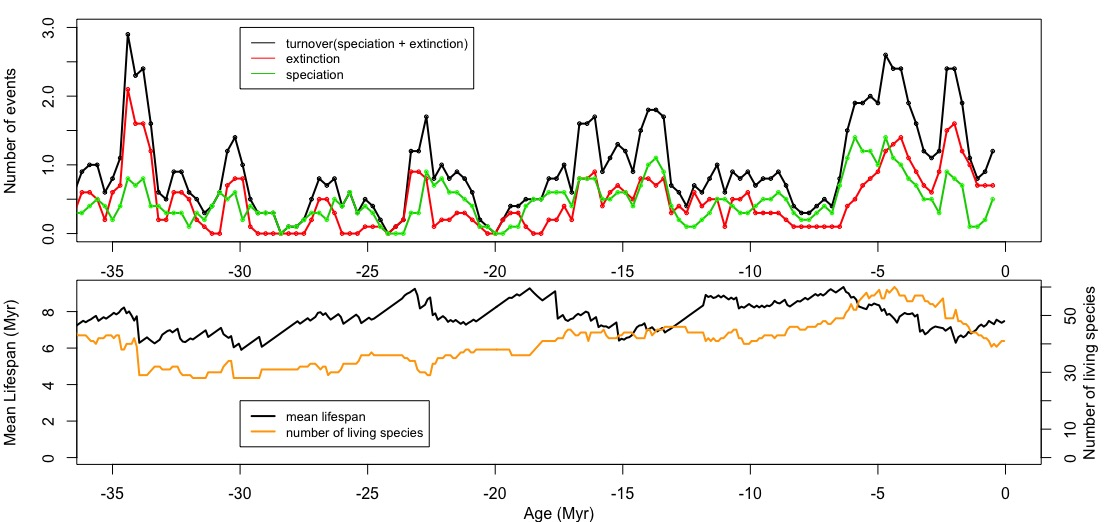 3.0
2.0
1.0
0.0
Number of events
turnover(speciation + extinction)
extinction
speciation
-35 -30 -25 -20 -15 -10 -5 0
8
6
4
2
0
Mean Lifespan (Myr)
mean lifespan
number of living species
50
30
10
0
Number of living species
-35 -30 -25 -20 -15 -10 -5 0
Age (Myr)